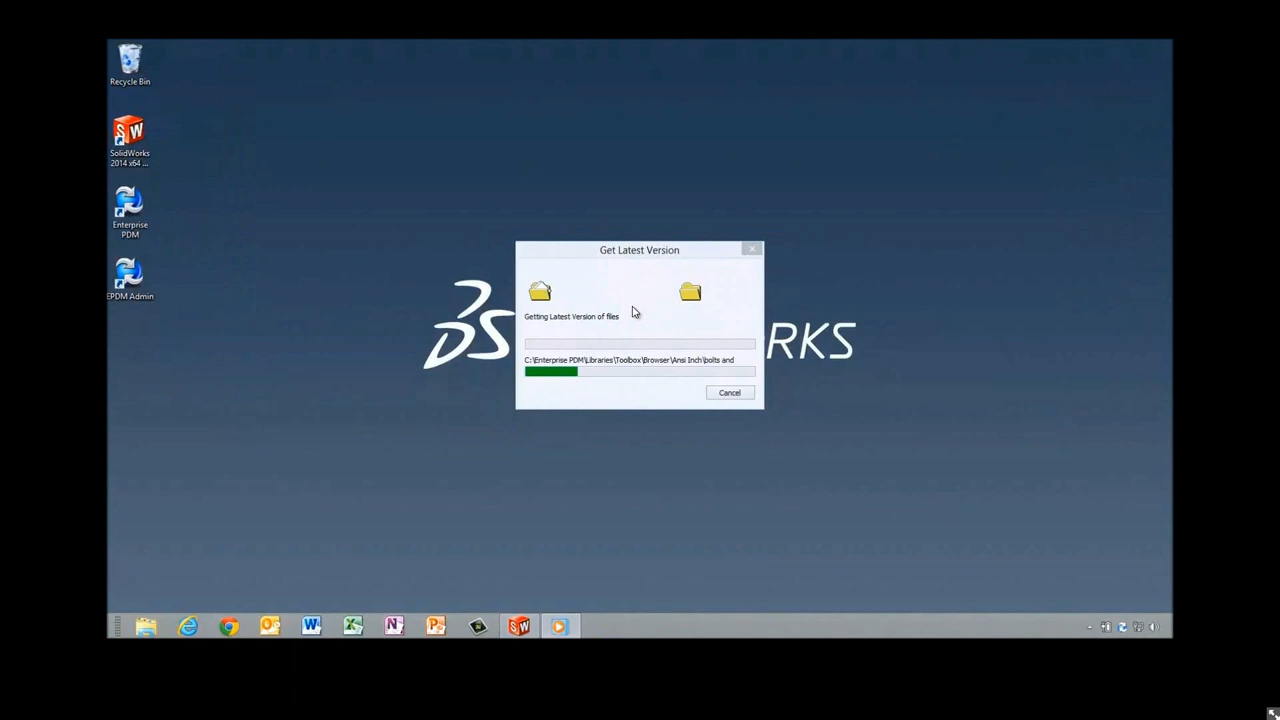 Recycle Bin
SolidWorks
2014 x64 ...
Enterprise
PDM
EPDM Admin
Get Latest Version
Getting Latest Version of files
C:\Enterprise PDM\Libraries\Toolbox\Browser\Ansi Inch\bolts and
Cancel
RKS